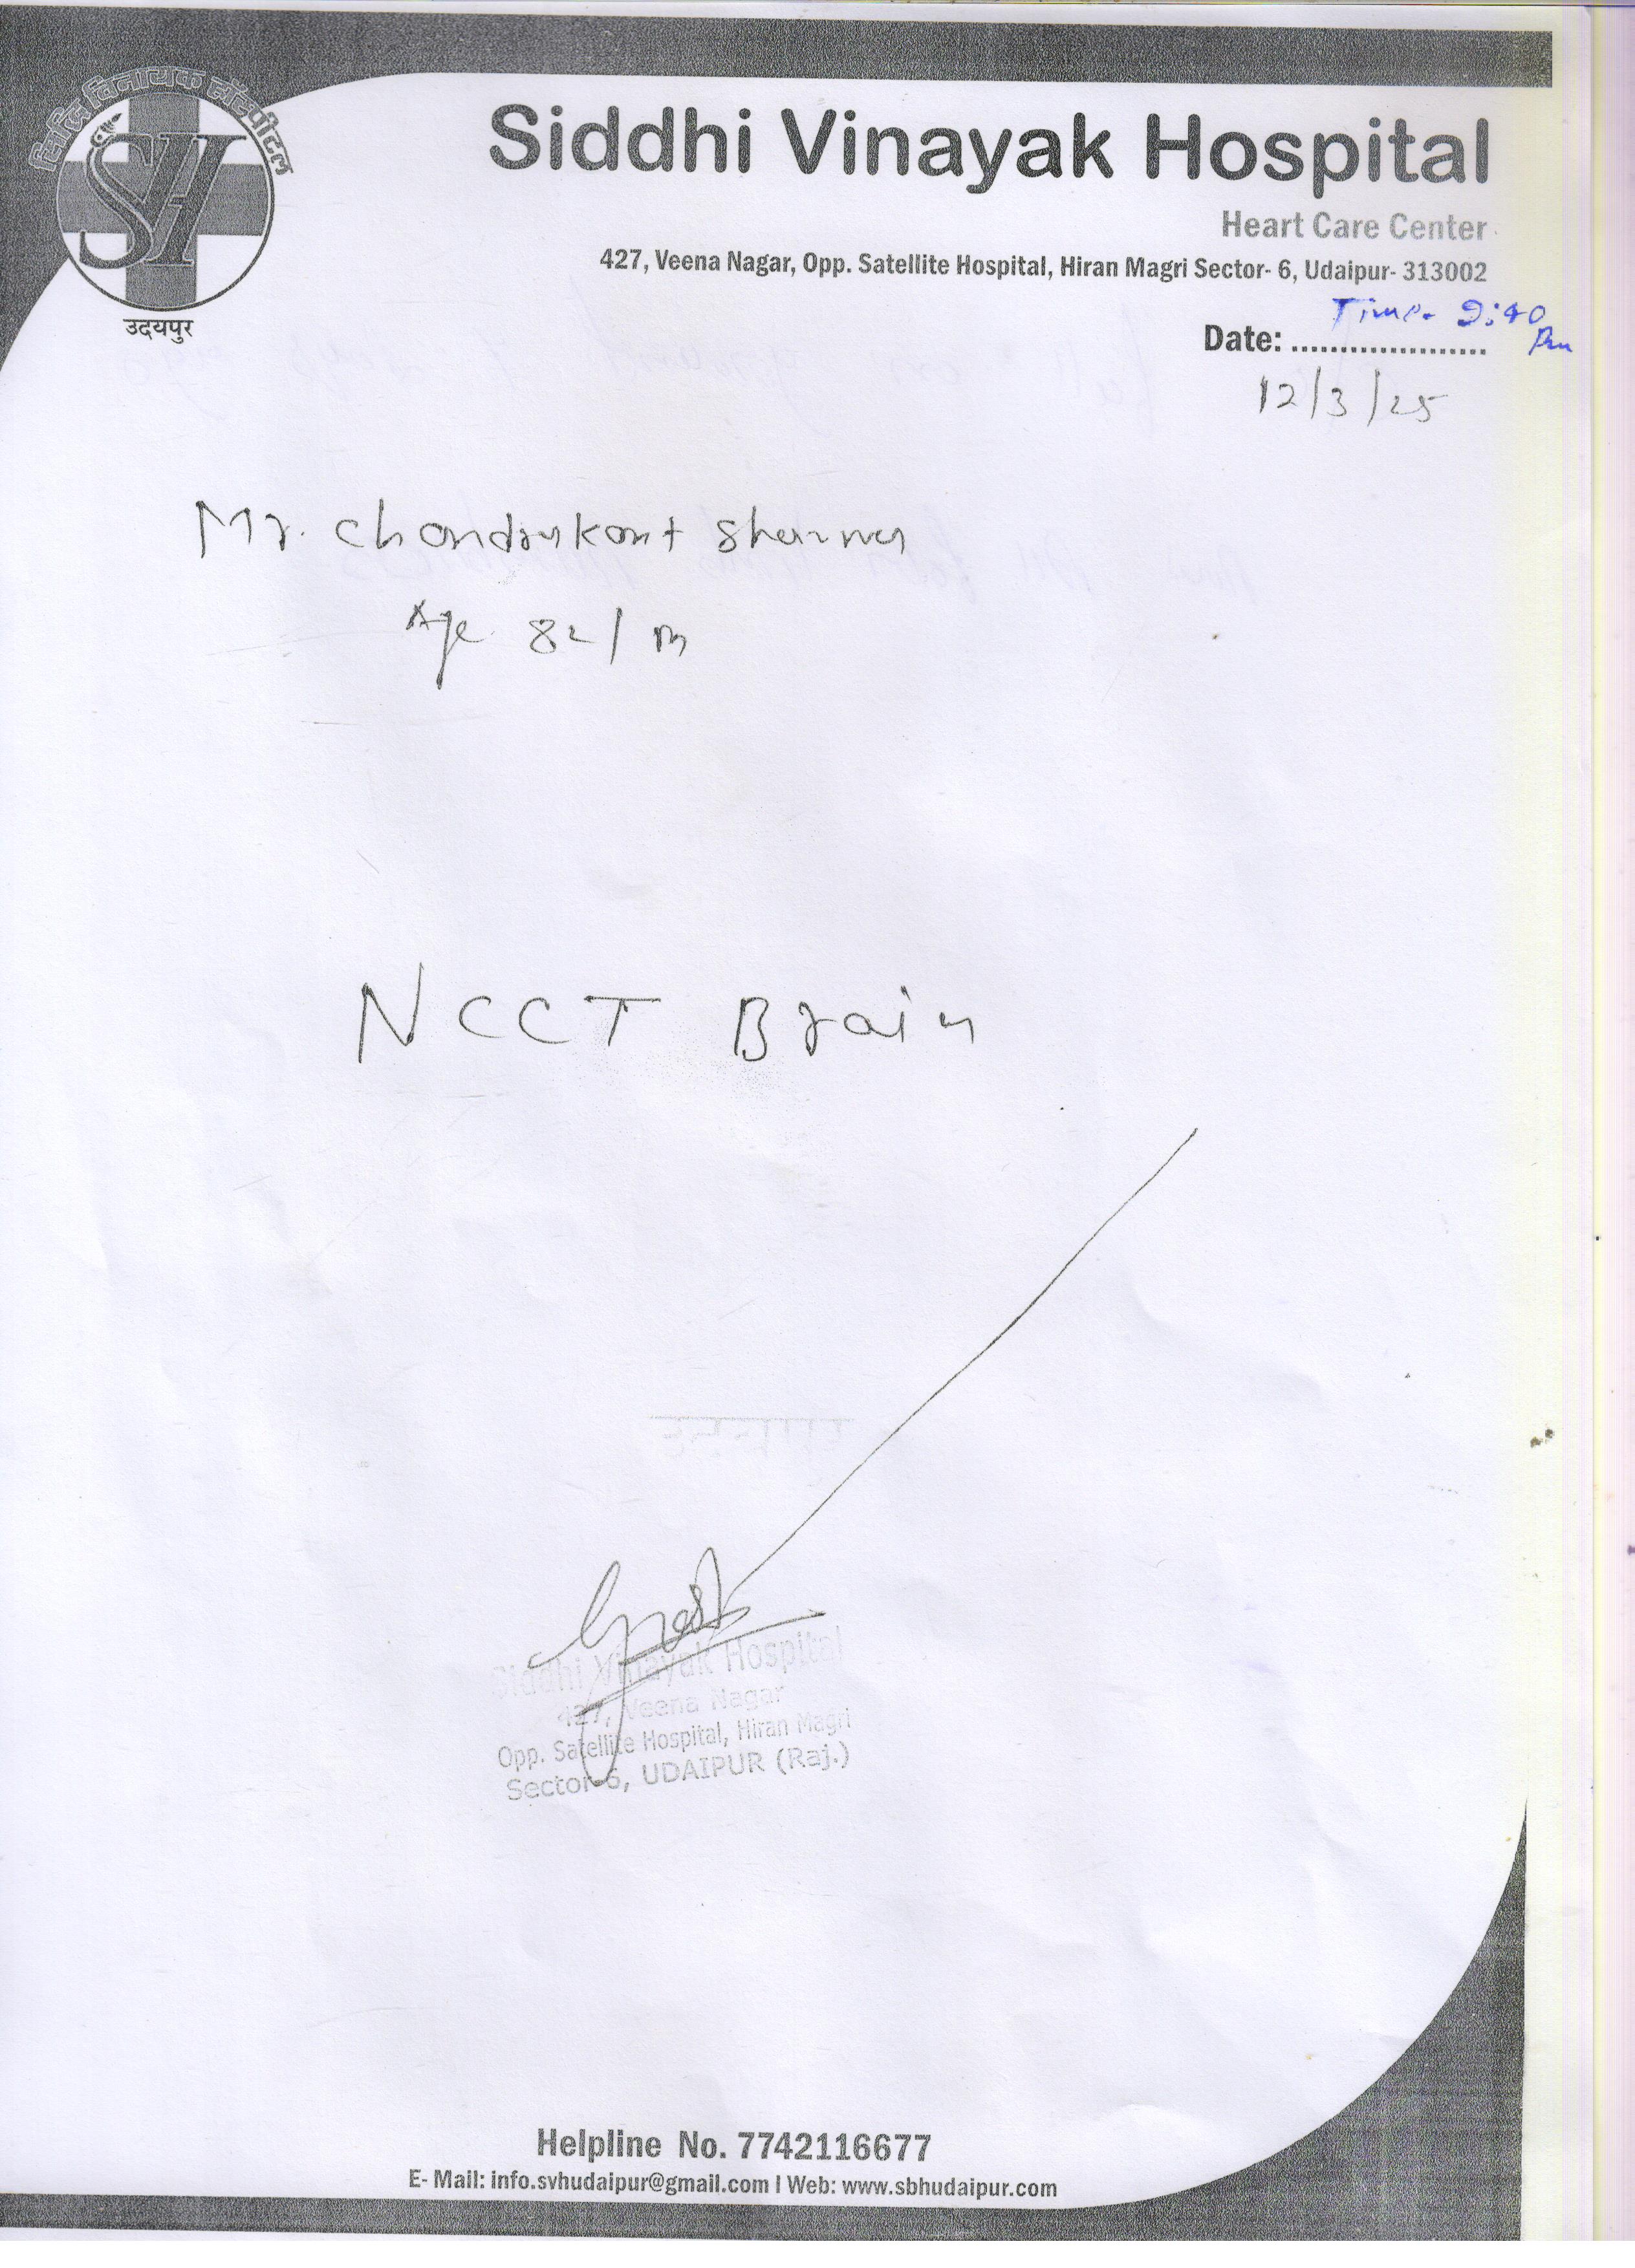 सिद्धि विनायक हॉस्पीटल
SH
उदयपुर
Siddhi Vinayak Hospital
Heart Care Center
427, Veena Nagar, Opp. Satellite Hospital, Hiran Magri Sector- 6, Udaipur- 313002
Time- 2:40 Pm
Date: .....................
12/3/25
Mr. Chandrakant Sharma
Age 82/m
NCCT Brain
Siddhi Vinayak Hospital
427, Veena Nagar
Opp. Satellite Hospital, Hiran Magri
Sector-6, UDAIPUR (Raj.)
Helpline No. 7742116677
E- Mail: info.svhudaipur@gmail.com I Web: www.sbhudaipur.com